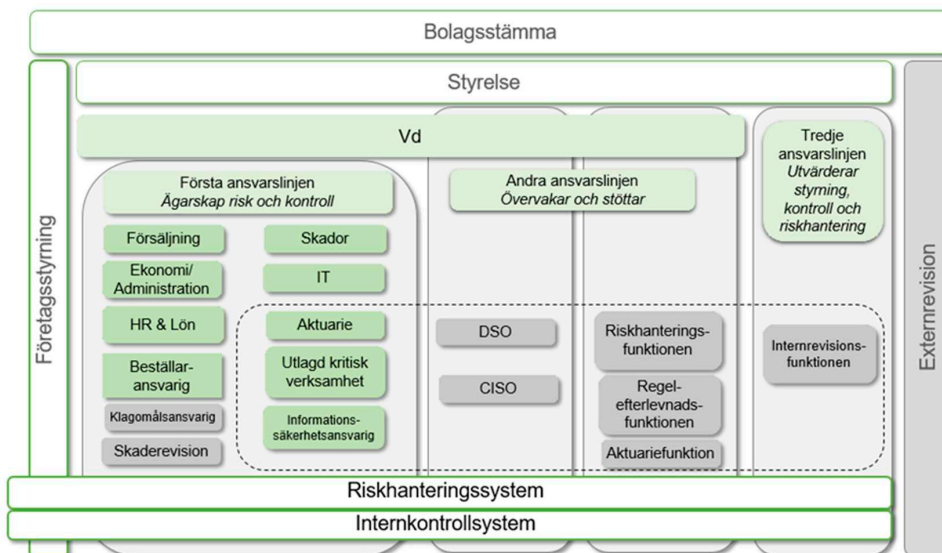 Bolagsstämma
Företagsstyrning
Styrelse
Externrevision
Vd
Första ansvarslinjen
Ägarskap risk och kontroll
Försäljning
Ekonomi/
Administration
HR & Lön
Beställar-
ansvarig
Klagomålsansvarig
Skaderevision
Skador
IT
Aktuarie
Utlagd kritisk
verksamhet
Informations-
säkerhetsansvarig
Andra ansvarslinjen
Övervakar och stöttar
DSO
CISO
Riskhanterings-
funktionen
Regel-
efterlevnads-
funktionen
Aktuariefunktion
Tredje
ansvarslinjen
Utvärderar
styrning,
kontroll och
riskhantering
Internrevisions-
funktionen
Riskhanteringssystem
Internkontrollsystem